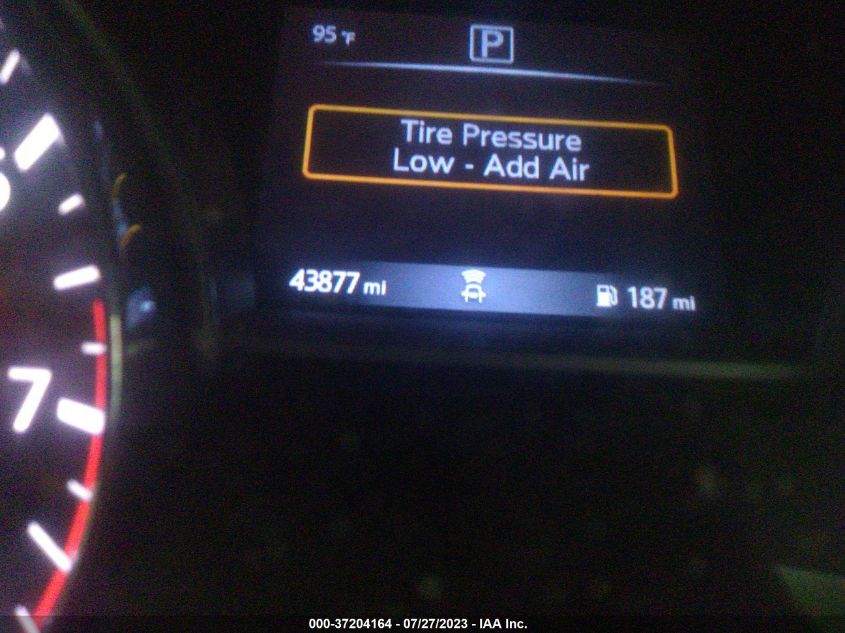 95 °F
P
Tire Pressure
Low - Add Air
43877 mi
187 mi
7
000-37204164 - 07/27/2023 - IAA Inc.